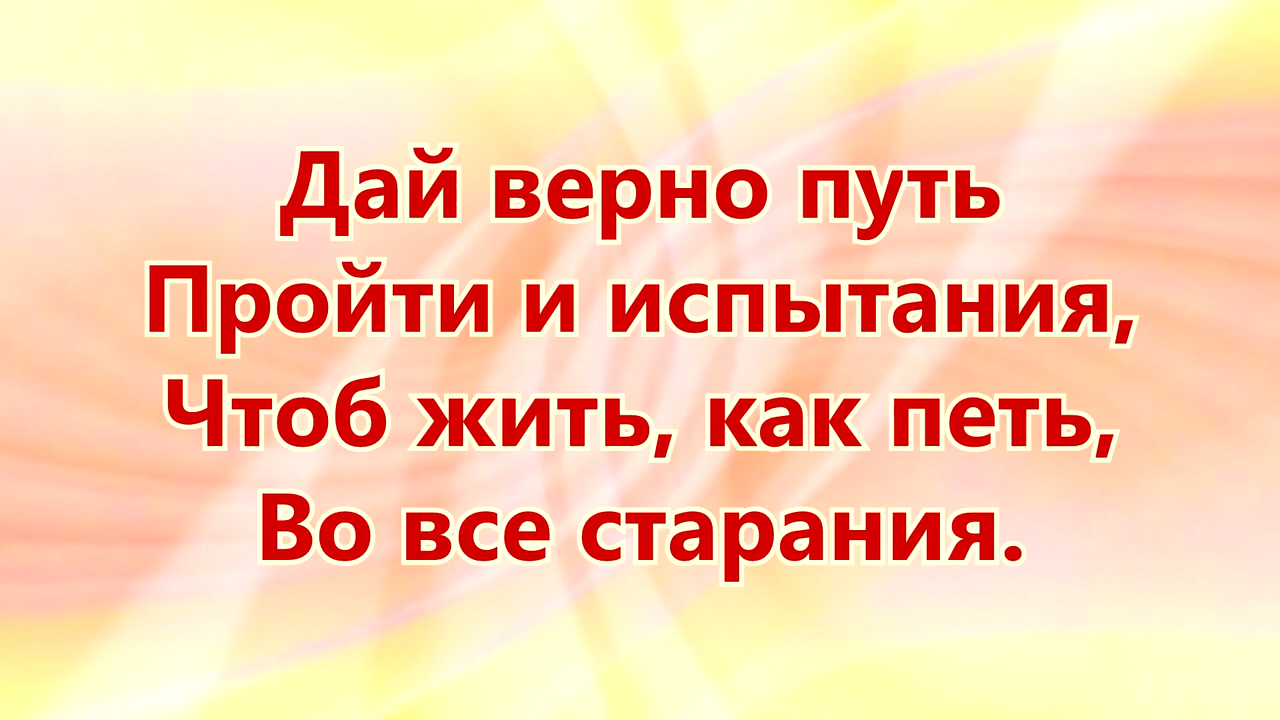 Дай верно путь
Пройти и испытания,
Чтоб жить, как петь,
Во все старания.